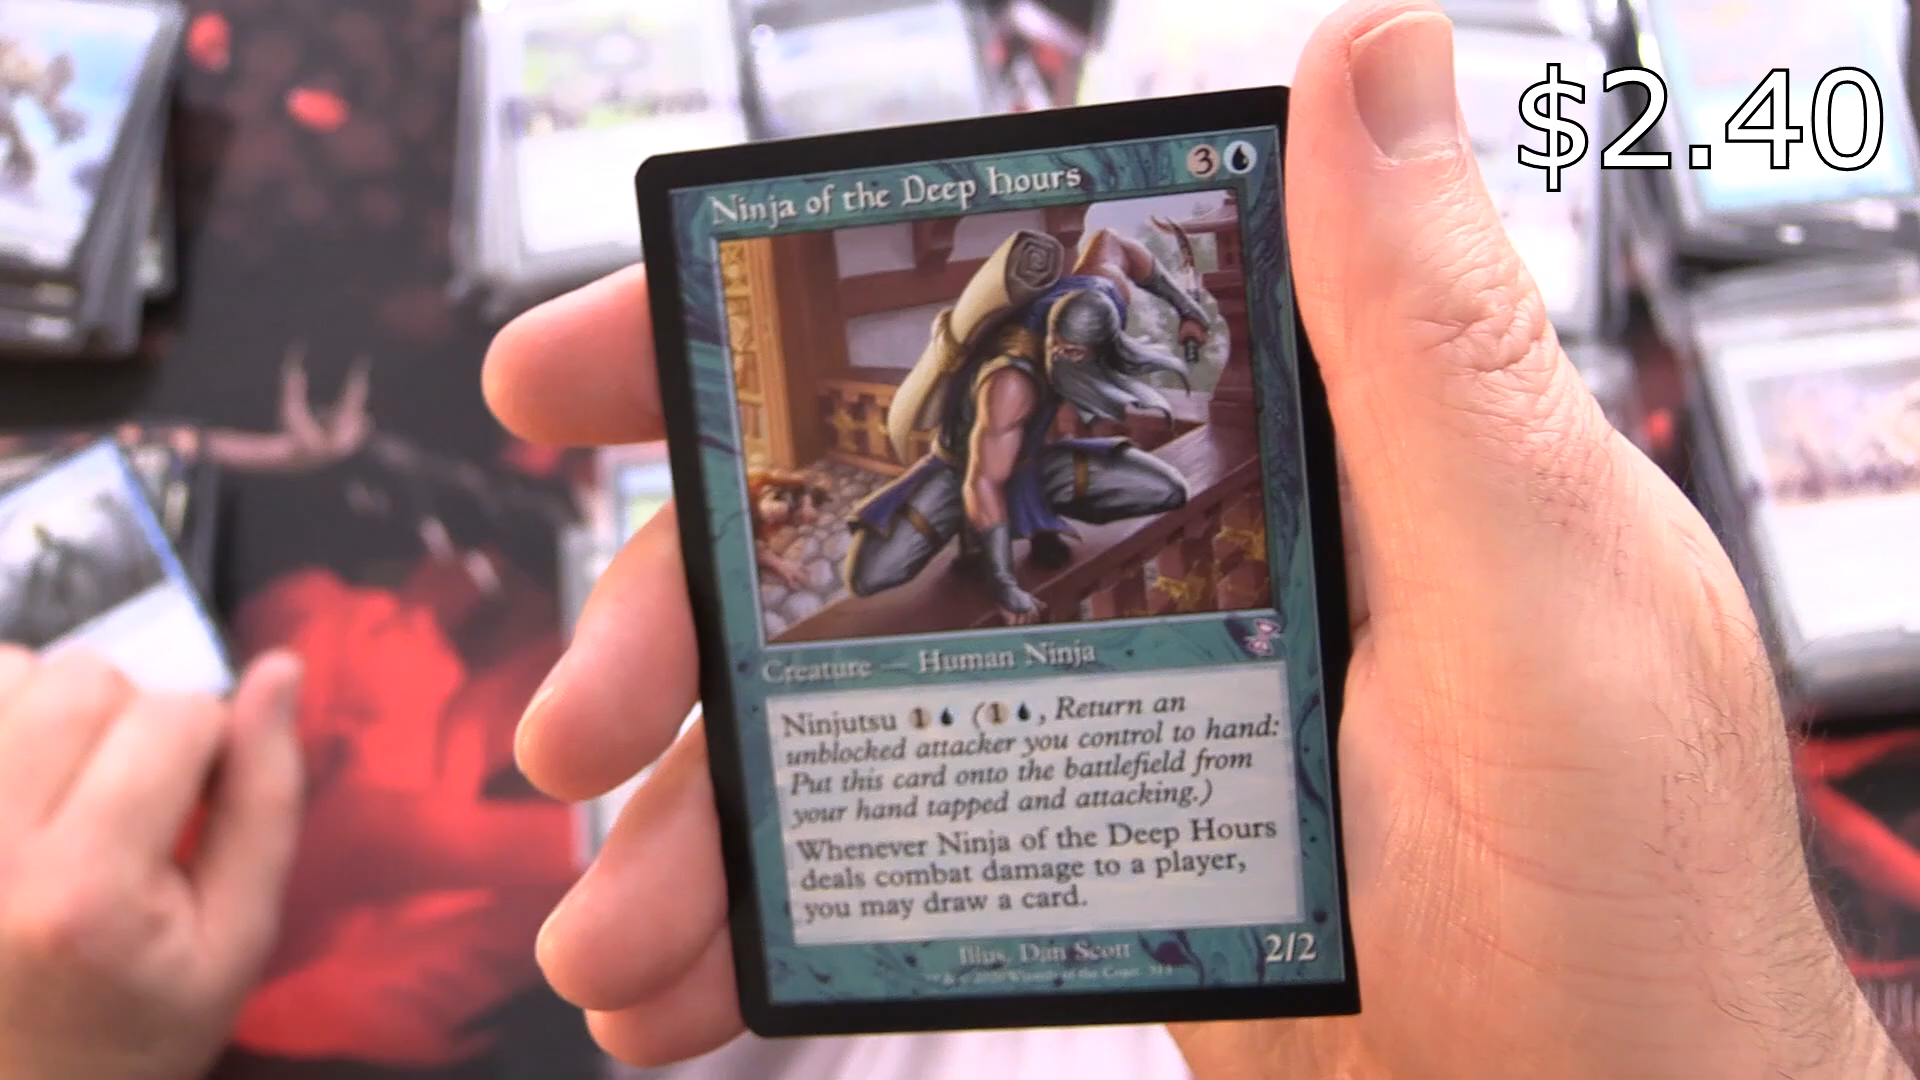 $2.40
Ninja of the Deep Hours
3
Creature — Human Ninja
Ninjutsu 1 (1, Return an
unblocked attacker you control to hand:
Put this card onto the battlefield from
your hand tapped and attacking.)
Whenever Ninja of the Deep Hours
deals combat damage to a player,
you may draw a card.
Illus. Dan Scott
2/2